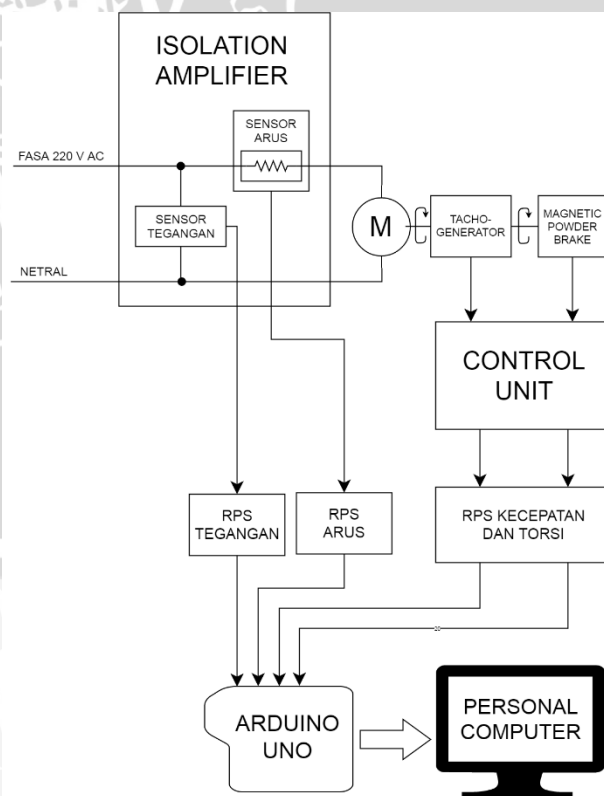 ISOLATION
AMPLIFIER
SENSOR
ARUS
FASA 220 V AC
SENSOR
TEGANGAN
NETRAL
M
TACHO-
GENERATOR
MAGNETIC
POWDER
BRAKE
CONTROL
UNIT
RPS
TEGANGAN
RPS
ARUS
RPS KECEPATAN
DAN TORSI
ARDUINO
UNO
PERSONAL
COMPUTER